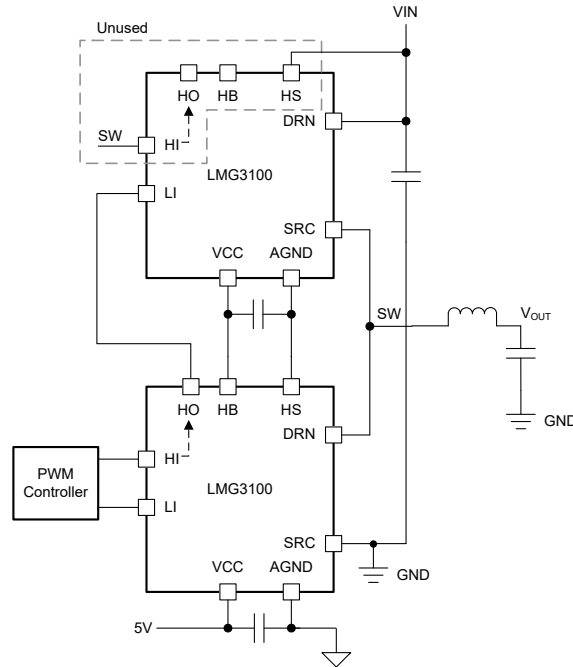 VIN
Unused
HO HB HS
DRN
SW HI
LMG3100
LI
SRC
VCC AGND
SW
VOUT
GND
HO HB HS
DRN
HI
PWM
Controller
LMG3100
LI
SRC
VCC AGND
GND
5V